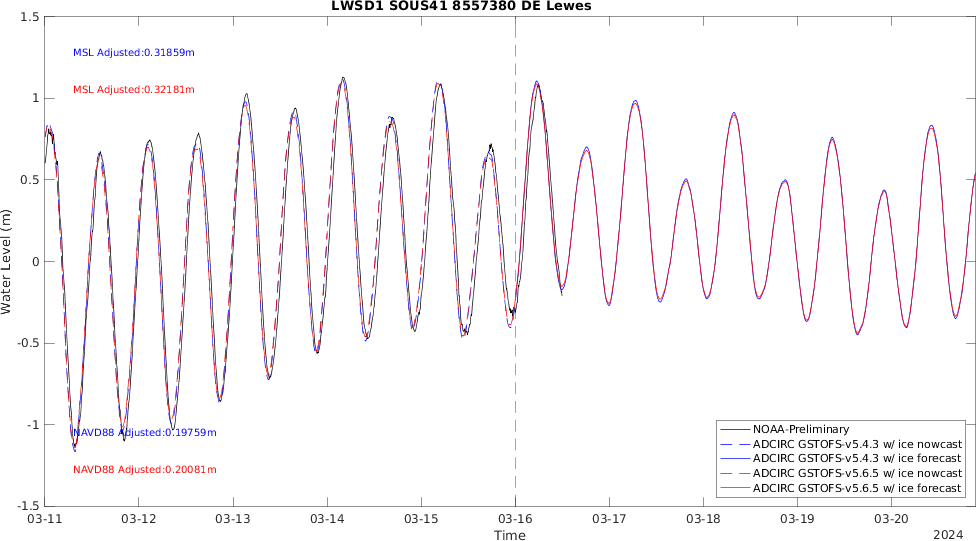 LWSD1 SOUS41 8557380 DE Lewes
1.5
MSL Adjusted:0.31859m
MSL Adjusted:0.32181m
1
0.5
0
-0.5
-1
-1.5
Water Level (m)
NAVD88 Adjusted:0.19759m
NAVD88 Adjusted:0.20081m
NOAA-Preliminary
ADCIRC GSTOFS-v5.4.3 w/ ice nowcast
ADCIRC GSTOFS-v5.4.3 w/ ice forecast
ADCIRC GSTOFS-v5.6.5 w/ ice nowcast
ADCIRC GSTOFS-v5.6.5 w/ ice forecast
03-11 03-12 03-13 03-14 03-15 03-16 03-17 03-18 03-19 03-20
Time
2024